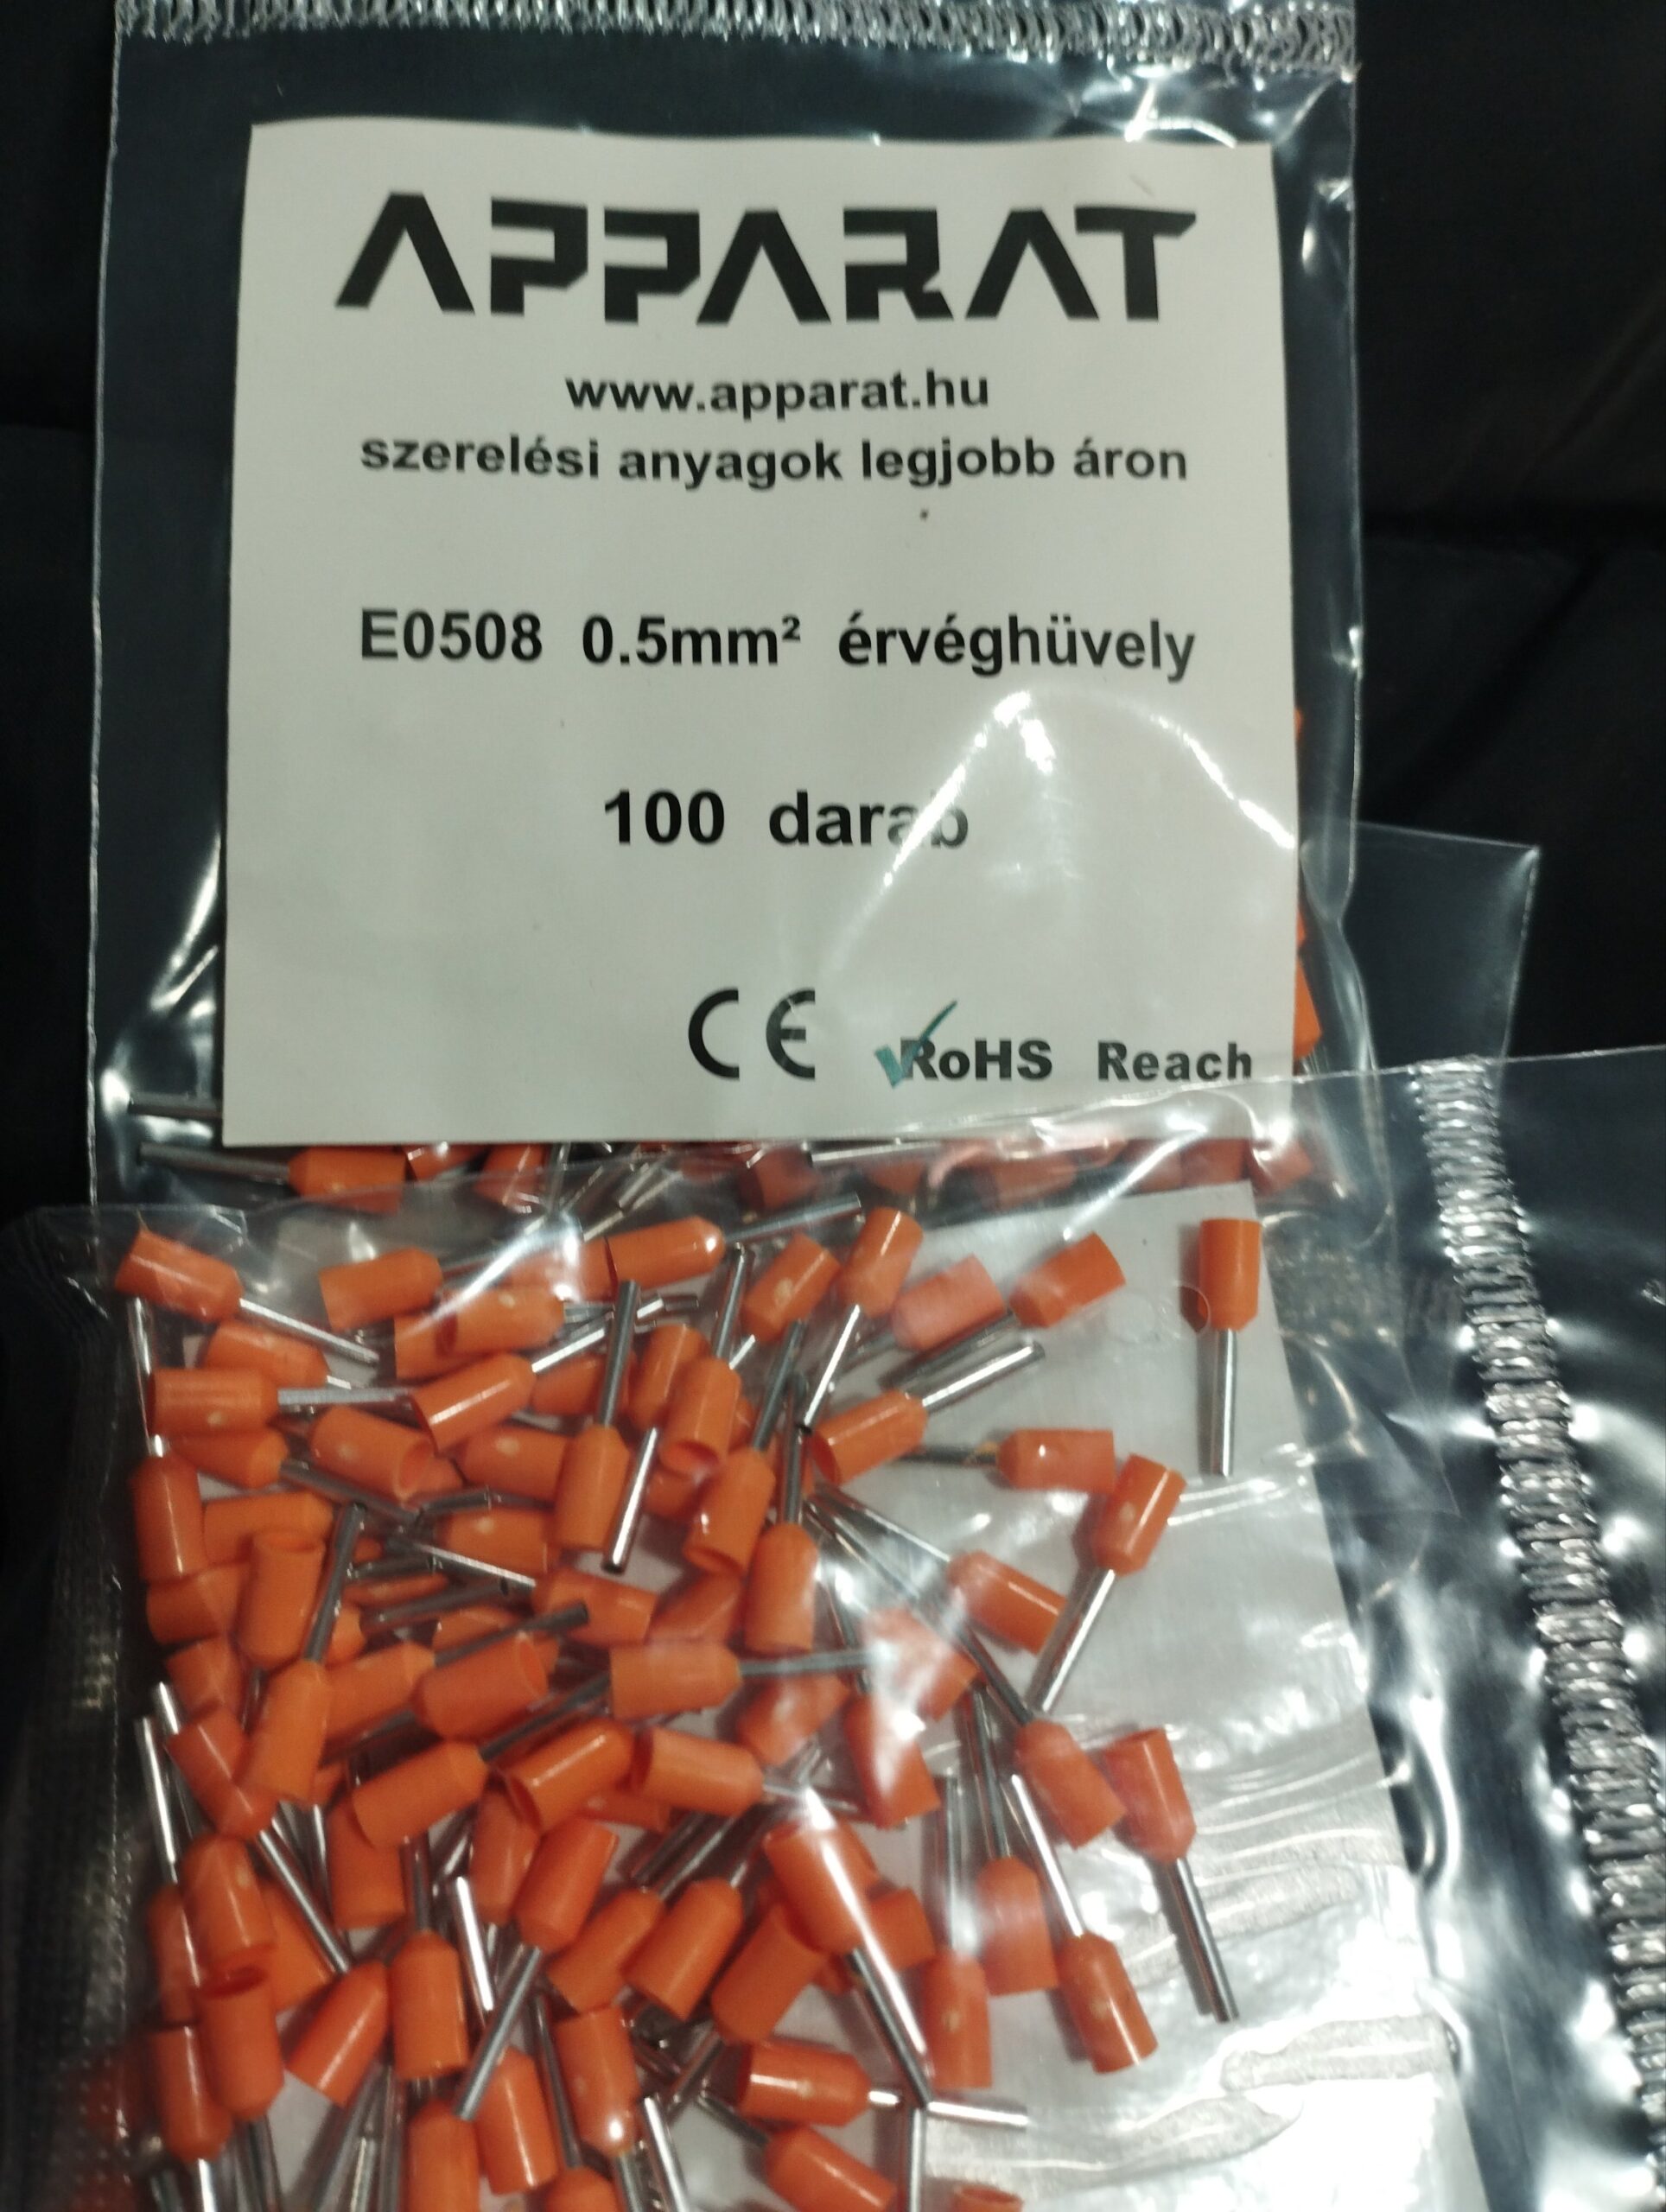 APPARAT
www.apparat.hu
szerelési anyagok legjobb áron
E0508 0.5mm² érvéghüvely
100 darab
CE RoHS Reach